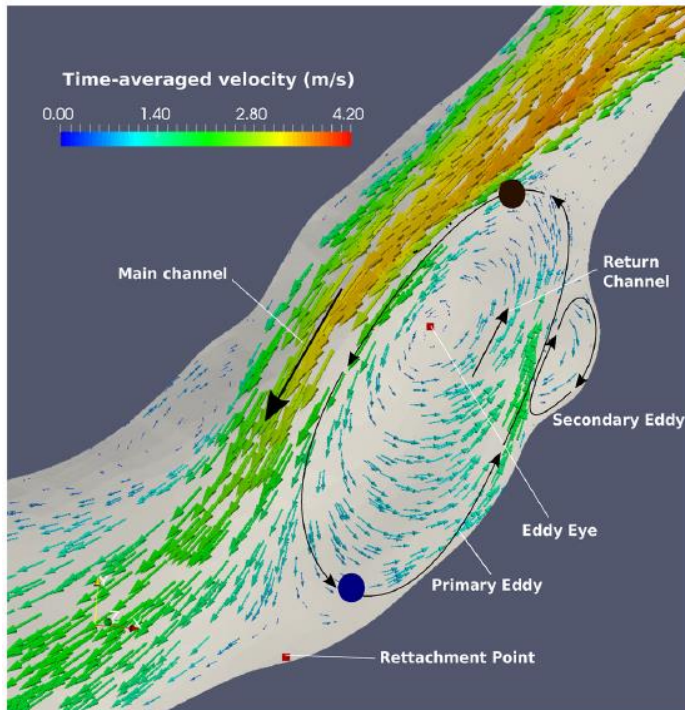 Time-averaged velocity (m/s)
0.00 1.40 2.80 4.20
Main channel
Return
Channel
Secondary Eddy
Eddy Eye
Primary Eddy
Rettachment Point